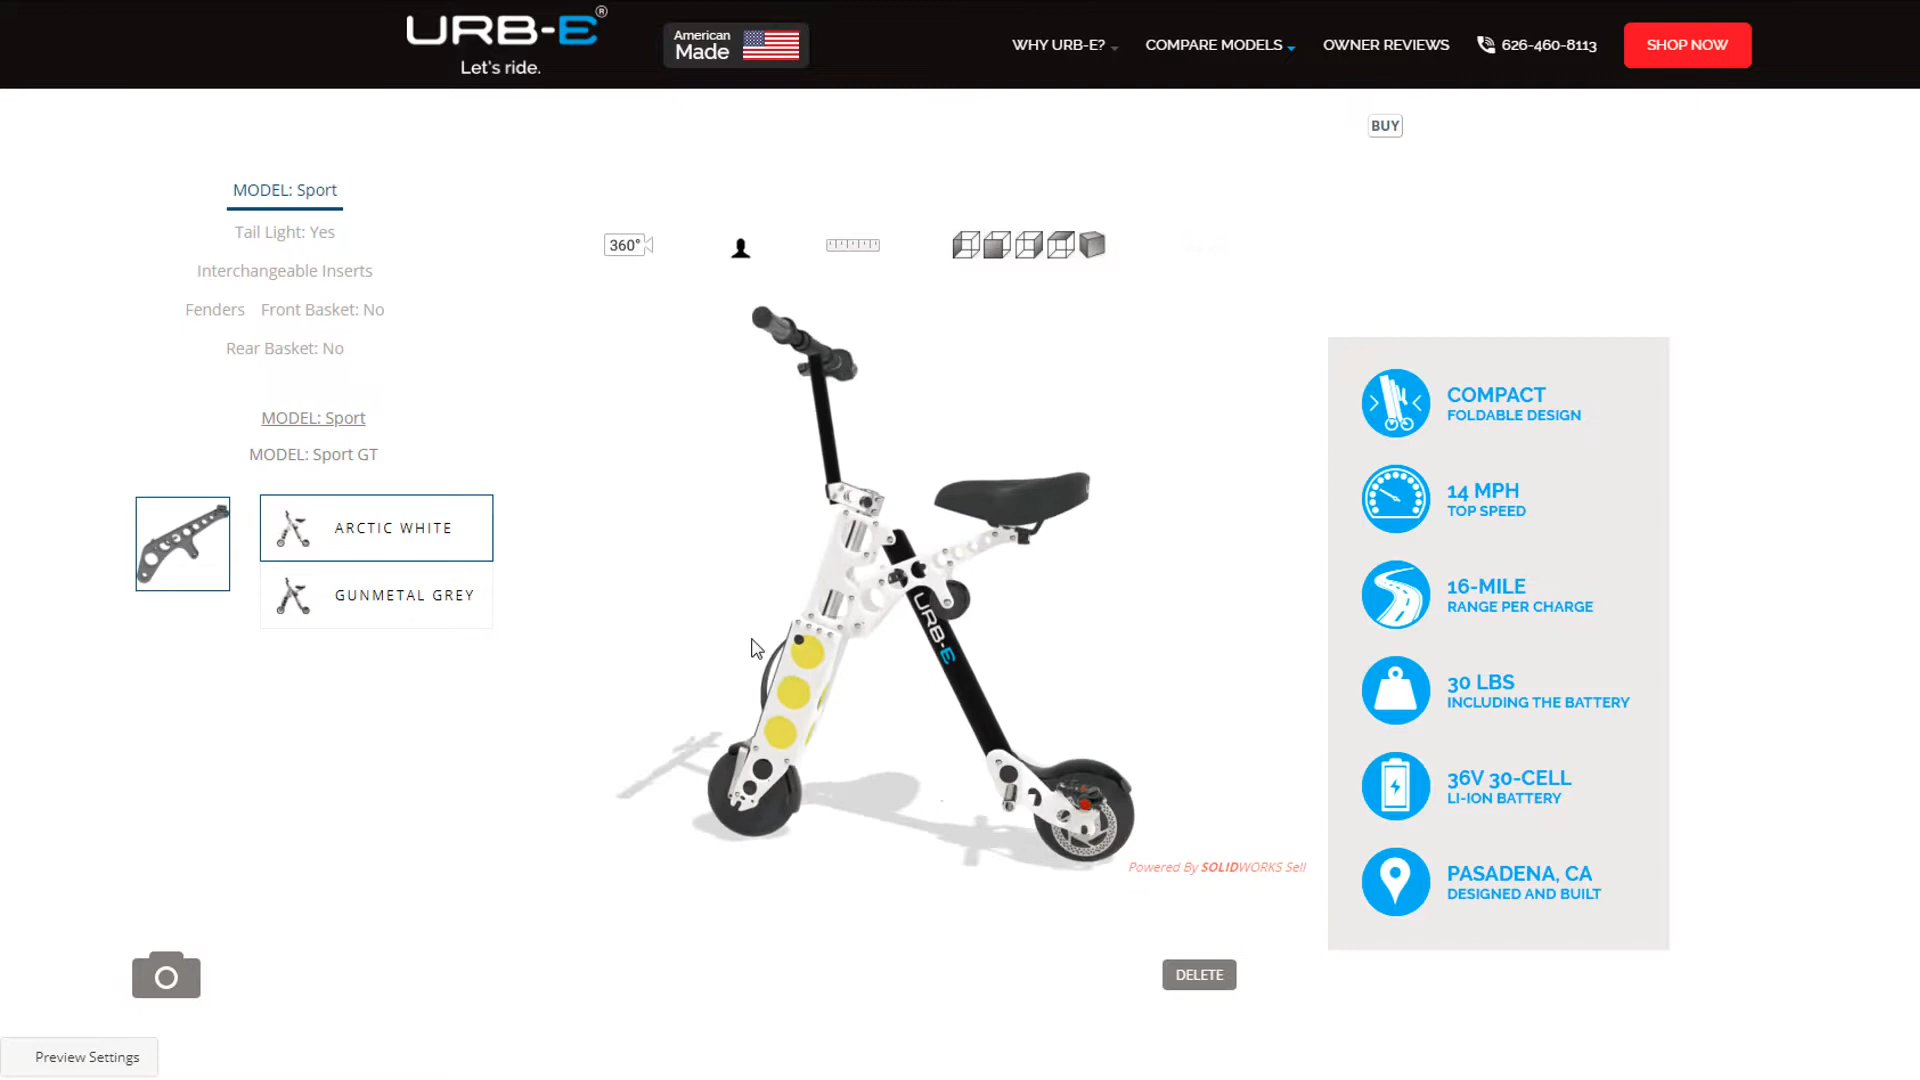 URB-E®
Let's ride.
American
Made
WHY URB-E?
COMPARE MODELS
OWNER REVIEWS
626-460-8113
SHOP NOW
BUY
MODEL: Sport
Tail Light: Yes
Interchangeable Inserts
Fenders Front Basket: No
Rear Basket: No
MODEL: Sport
MODEL: Sport GT
ARCTIC WHITE
GUNMETAL GREY
360°
URB-E
COMPACT
FOLDABLE DESIGN
14 MPH
TOP SPEED
16-MILE
RANGE PER CHARGE
30 LBS
INCLUDING THE BATTERY
36V 30-CELL
LI-ION BATTERY
PASADENA, CA
DESIGNED AND BUILT
Powered By SOLIDWORKS Sell
DELETE
Preview Settings